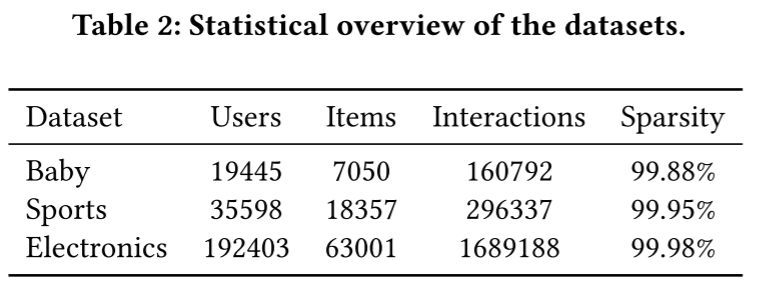 Table 2: Statistical overview of the datasets.
Dataset Users Items Interactions Sparsity
Baby 19445 7050 160792 99.88%
Sports 35598 18357 296337 99.95%
Electronics 192403 63001 1689188 99.98%